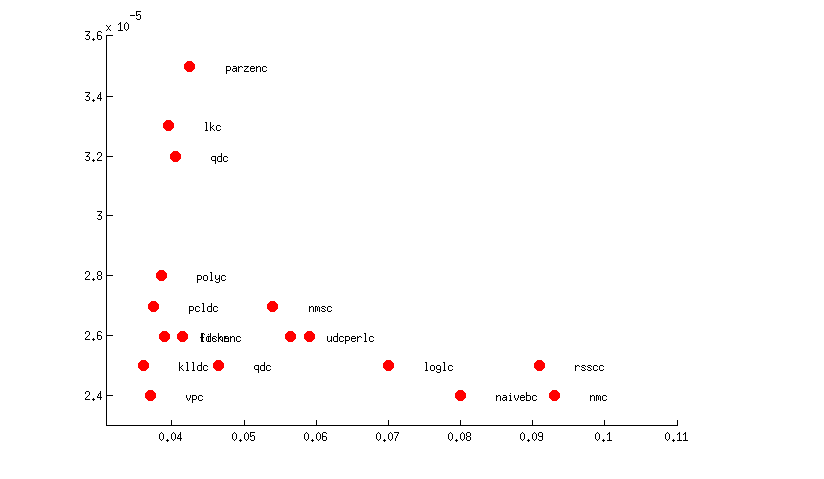 x 10^-5
3.6
parzenc
3.4
lkc
3.2
qdc
3
2.8
polyc
pcldc
nmsc
2.6
udcperlc
klldc
qdc
loglc
rsscc
2.4
vpc
naivebc
nmc
0.04
0.05
0.06
0.07
0.08
0.09
0.1
0.11